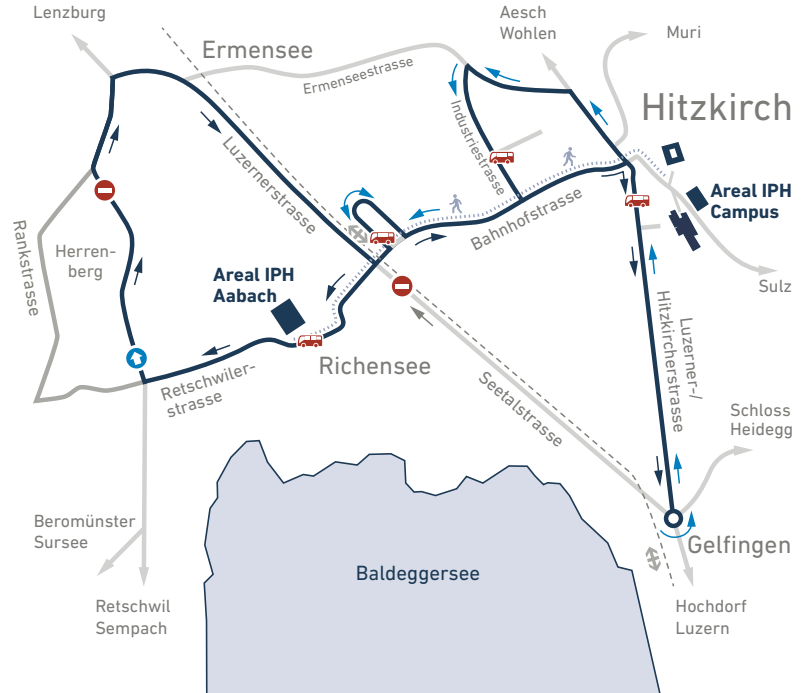 Lenzburg
Aesch
Wohlen
Muri
Ermensee
Ermenseestrasse
Hitzkirch
Industriestrasse
Luzernerstrasse
Areal IPH
Campus
Bahnhofstrasse
Rankstrasse
Herren-
berg
Areal IPH
Aabach
Sulz
Luzerner-/
Hitzkircherstrasse
Richensee
Retschwiler-
strasse
Seetalstrasse
Schloss
Heidegg
Beromünster
Sursee
Gelfingen
Baldeggersee
Retschwil
Sempach
Hochdorf
Luzern